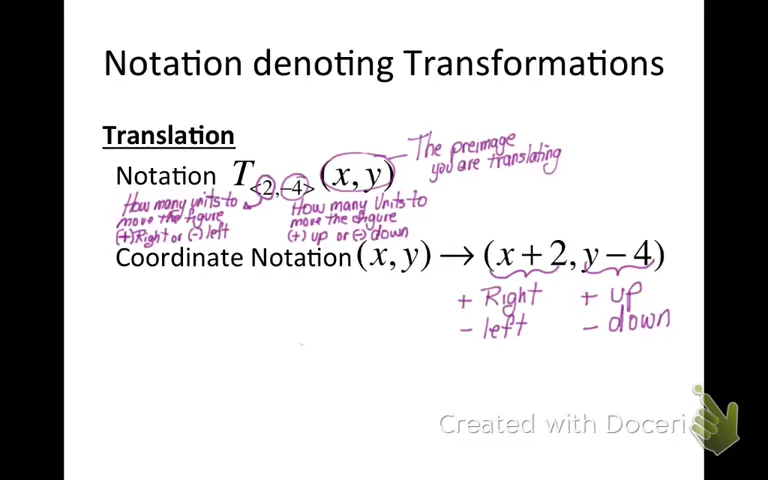 Notation denoting Transformations
Translation
Notation T<2,−4> (x, y)
The preimage
you are translating
How many units to
move the figure
(+)Right or (-) left
How many Units to
move the figure
(+) up or (-) down
Coordinate Notation (x, y) → (x + 2, y − 4)
+ Right
- left
+ up
- down
Created with Doceri